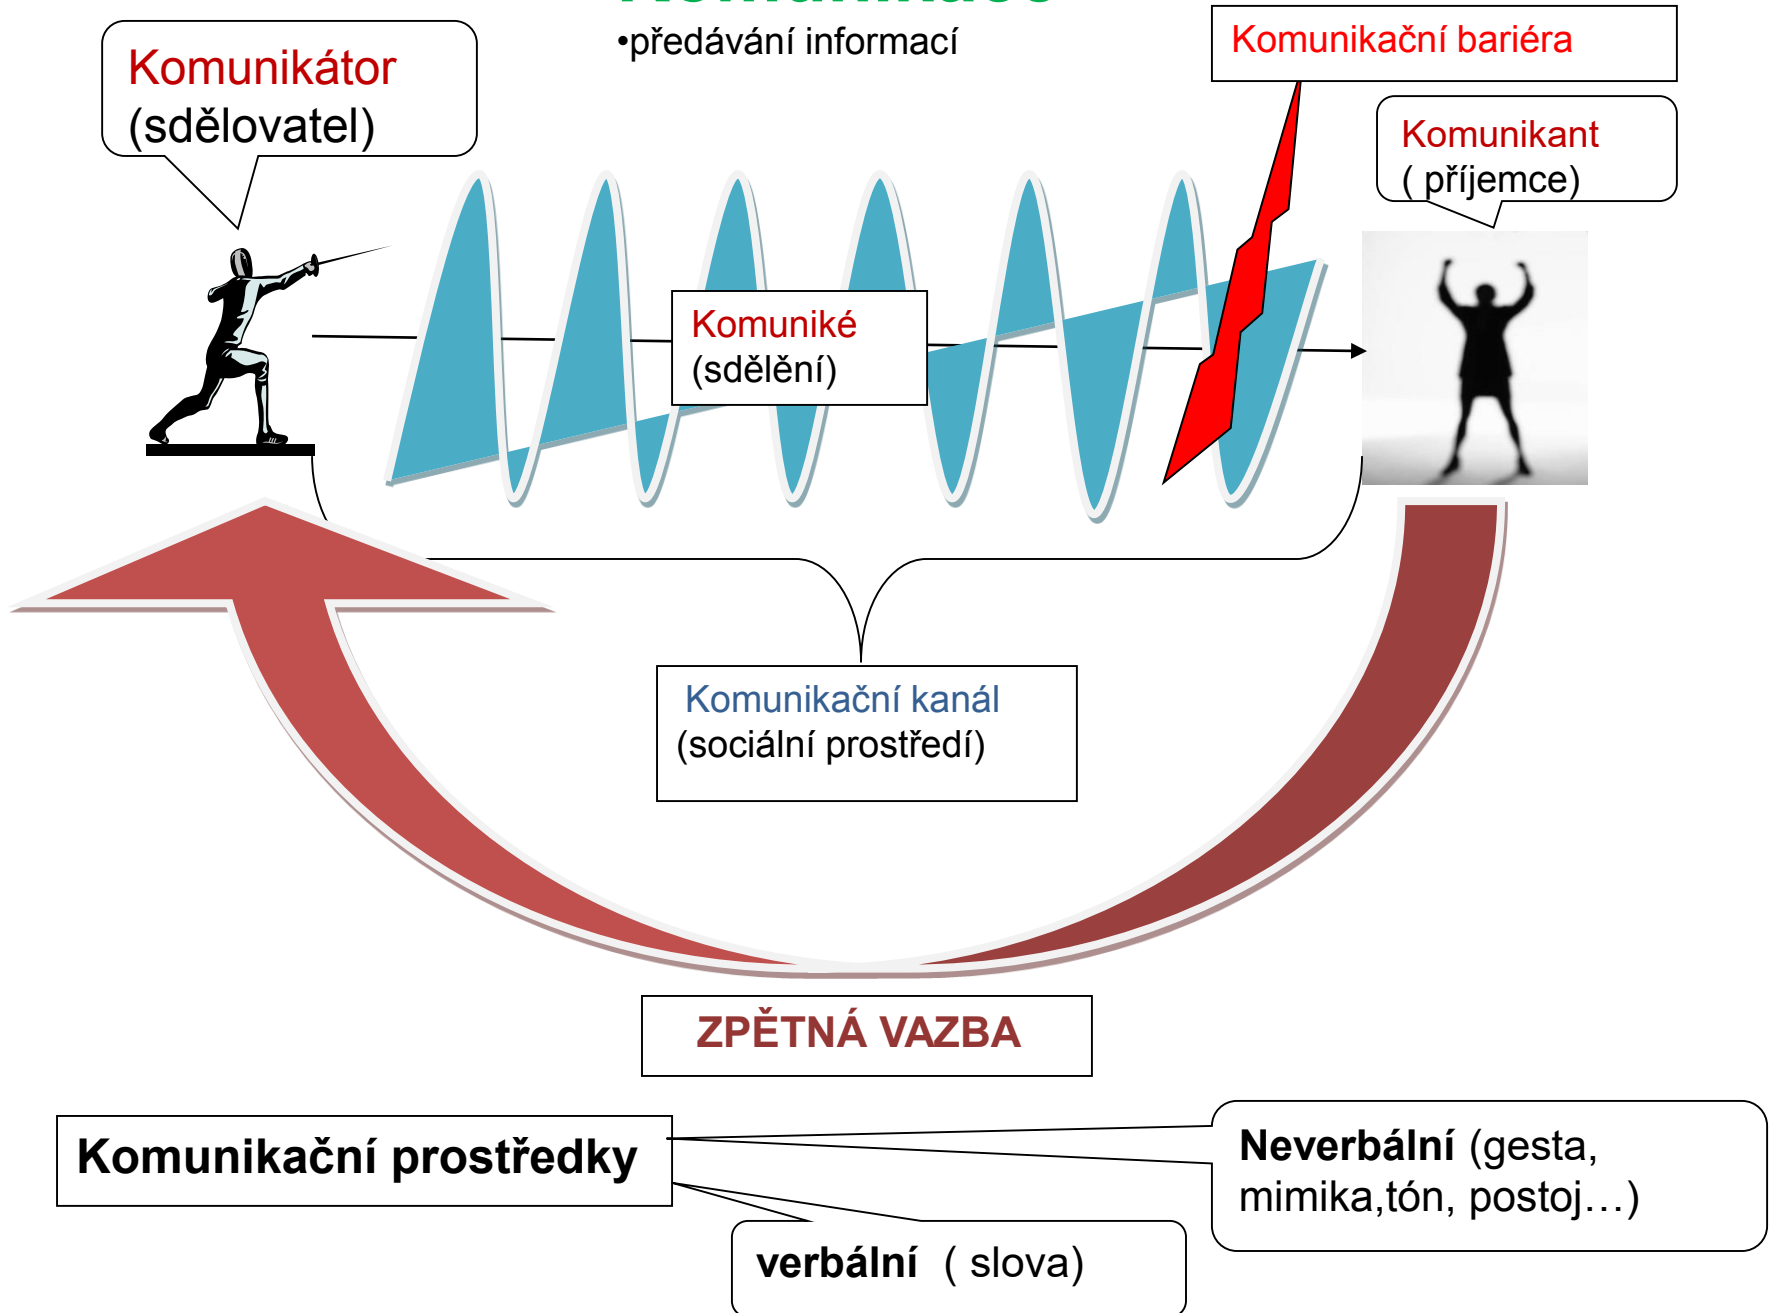 Komunikace
•předávání informací
Komunikační bariéra
Komunikátor
(sdělovatel)
Komunikant
( příjemce)
Komuniké
(sdělění)
Komunikační kanál
(sociální prostředí)
ZPĚTNÁ VAZBA
Komunikační prostředky
Neverbální (gesta,
mimika,tón, postoj…)
verbální ( slova)